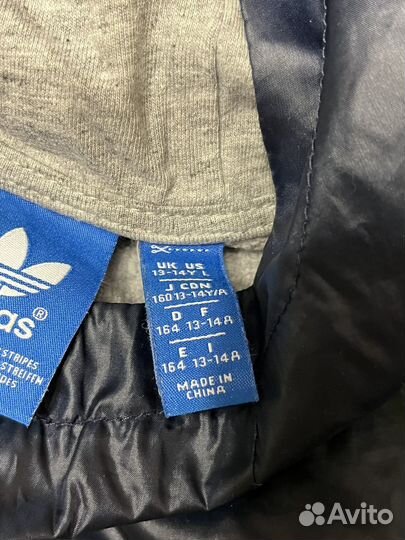 das®
STRIPES
STREIFEN
DES
UK US
13-14Y L
J CDN
160 13-14Y/A
D F
164 13-14A
E I
164 13-14A
MADE IN
CHINA
Avito